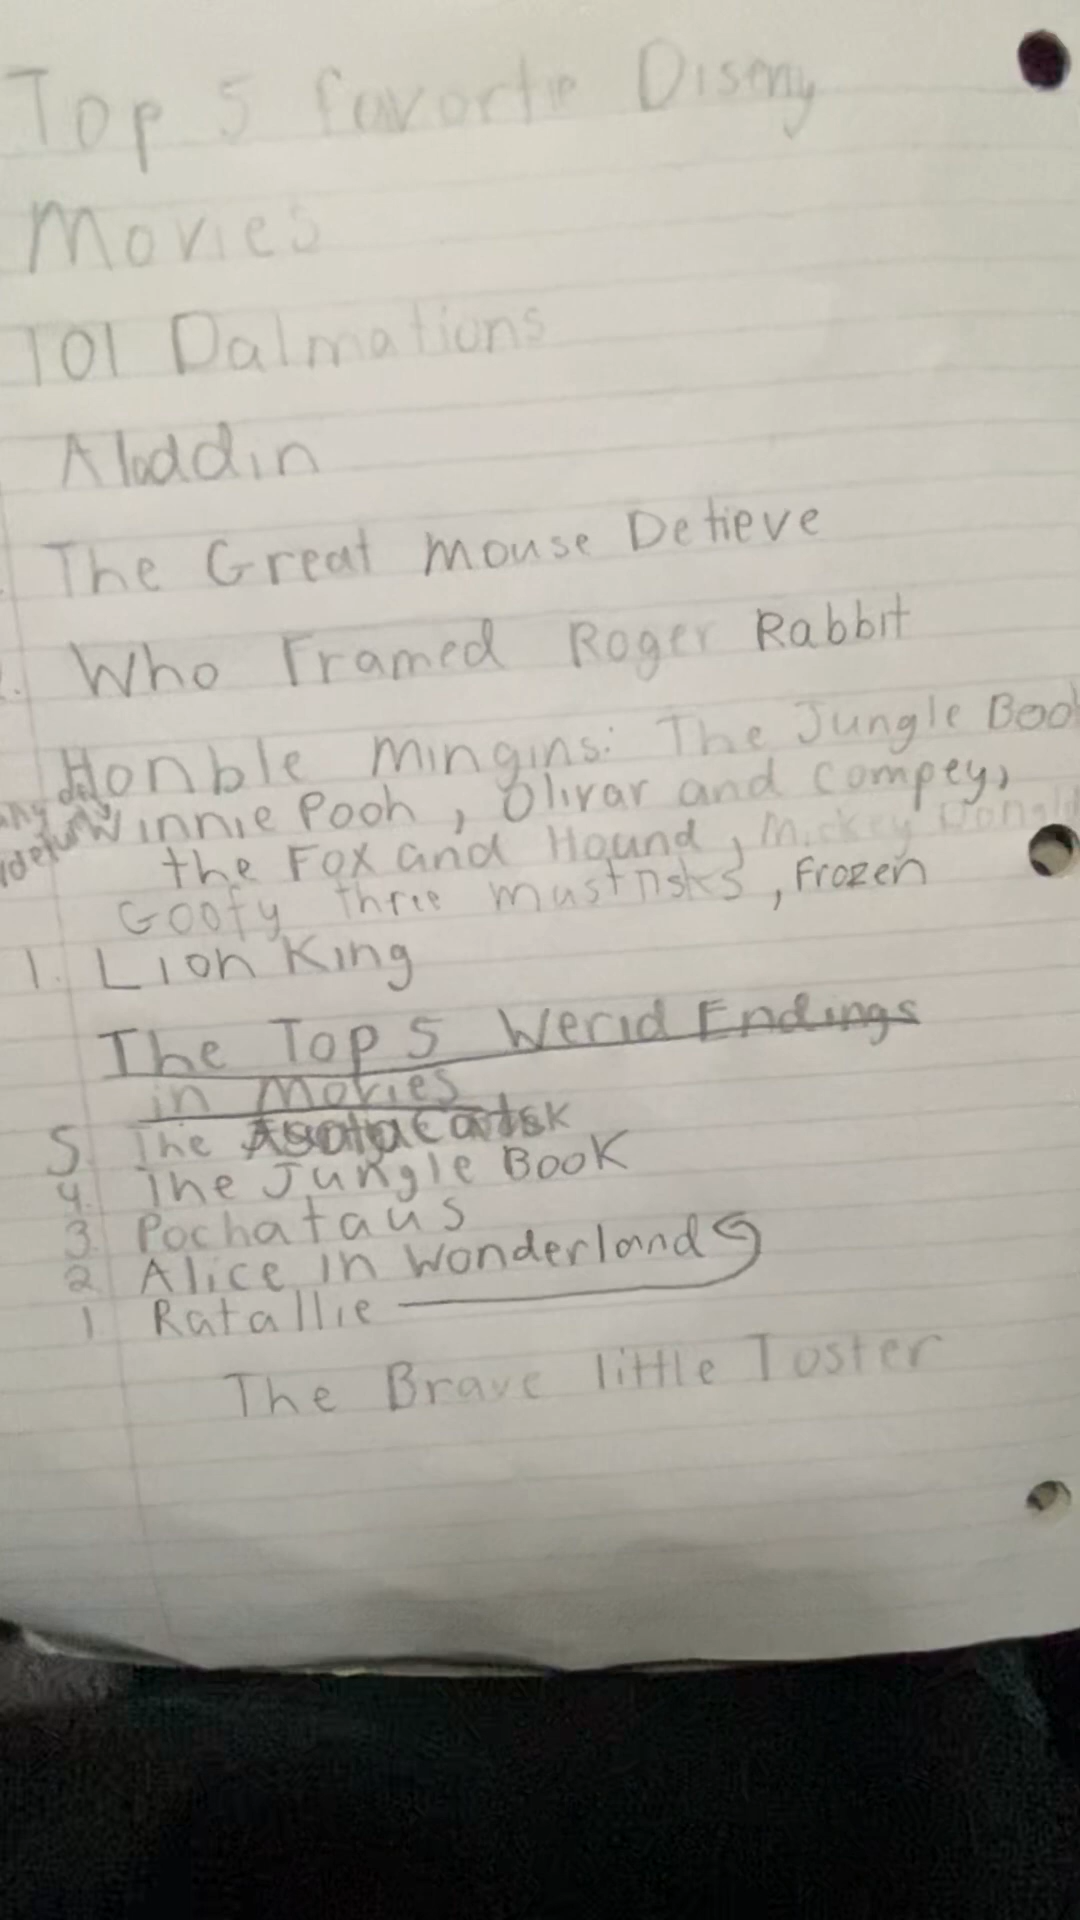 Top 5 favorte Diseny
Movies
101 Dalmations
Aladdin
The Great Mouse Detieve
Who Framed Roger Rabbit
Honble Mingins: The Jungle Boo
Winnie Pooh, Olivar and Compey,
the Fox and Hound, Mickey Donald
Goofy three mustriskes, Frozen
1. Lion King
The Top 5 Werid Endings
in Movies
5. The
4. The Jungle Book
3. Pochataus
2 Alice in Wonderland
1 Ratallie
The Brave little Toster